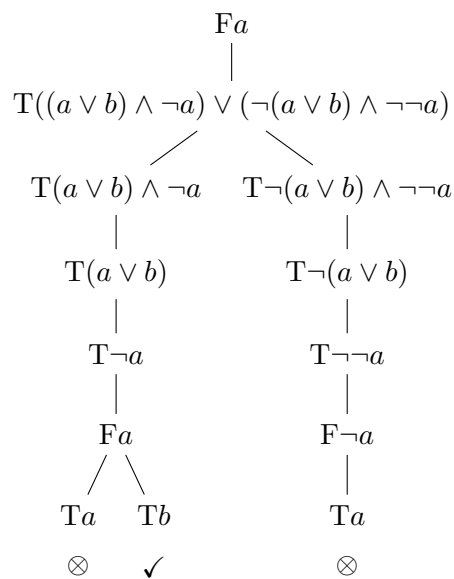 Fa
T((a ∨ b) ∧ ¬a) ∨ (¬(a ∨ b) ∧ ¬¬a)
T(a ∨ b) ∧ ¬a T¬(a ∨ b) ∧ ¬¬a
T(a ∨ b) T¬(a ∨ b)
T¬a T¬¬a
Fa F¬a
Ta Tb Ta
⊗ ✓ ⊗